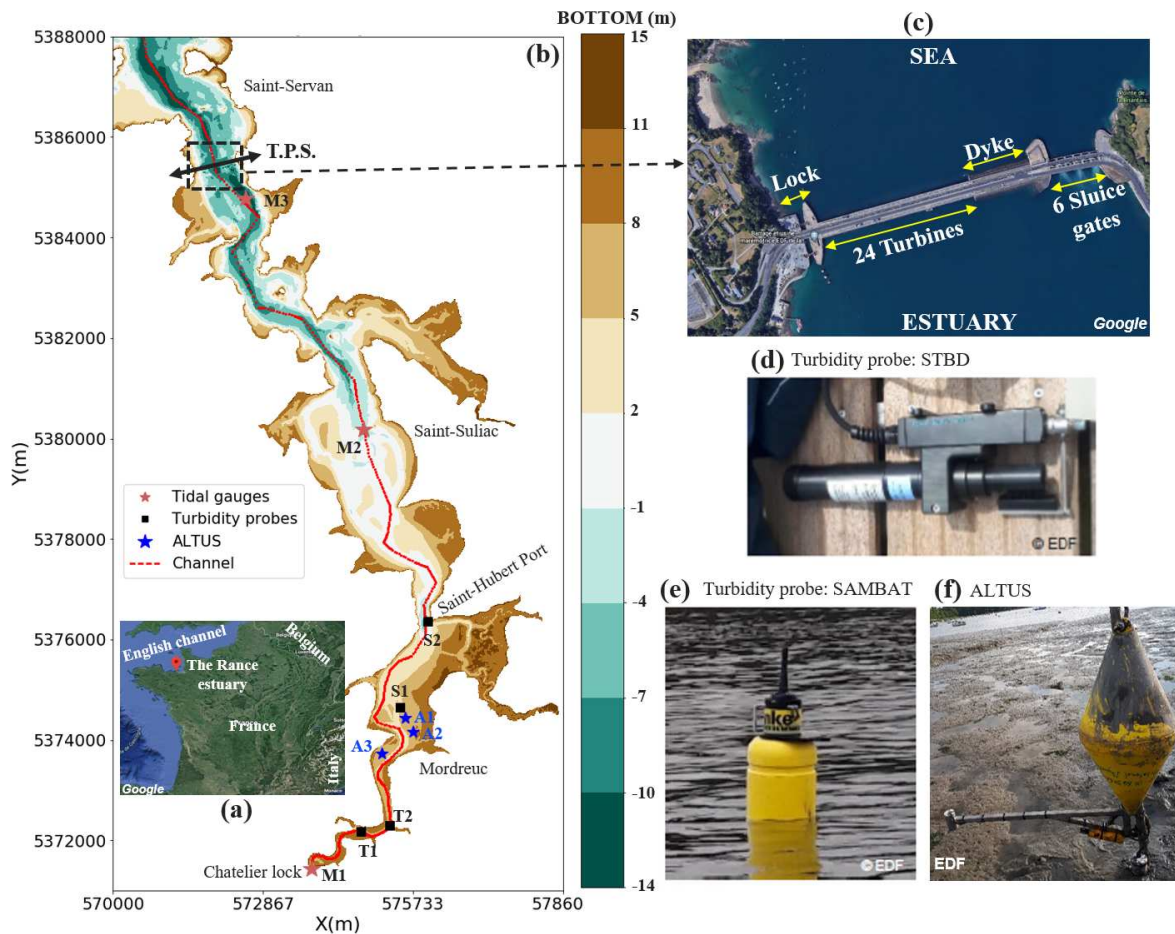 BOTTOM (m)
(b)
5388000
5386000
5384000
5382000
5380000
5378000
5376000
5374000
5372000
Y(m)
570000
572867
575733
57860
X(m)
Saint-Servan
T.P.S.
M3
Saint-Suliac
M2
Tidal gauges
Turbidity probes
ALTUS
Channel
Saint-Hubert Port
S2
S1
A1
A2
A3
Mordreuc
T2
T1
Chatelier lock
M1
English channel
Belgium
The Rance
estuary
France
Italy
Google
(a)
15
11
8
5
2
-1
-4
-7
-10
-14
(c)
SEA
Dyke
Lock
6 Sluice
gates
24 Turbines
ESTUARY
Google
(d) Turbidity probe: STBD
© EDF
(e) Turbidity probe: SAMBAT
nke
© EDF
(f) ALTUS
EDF